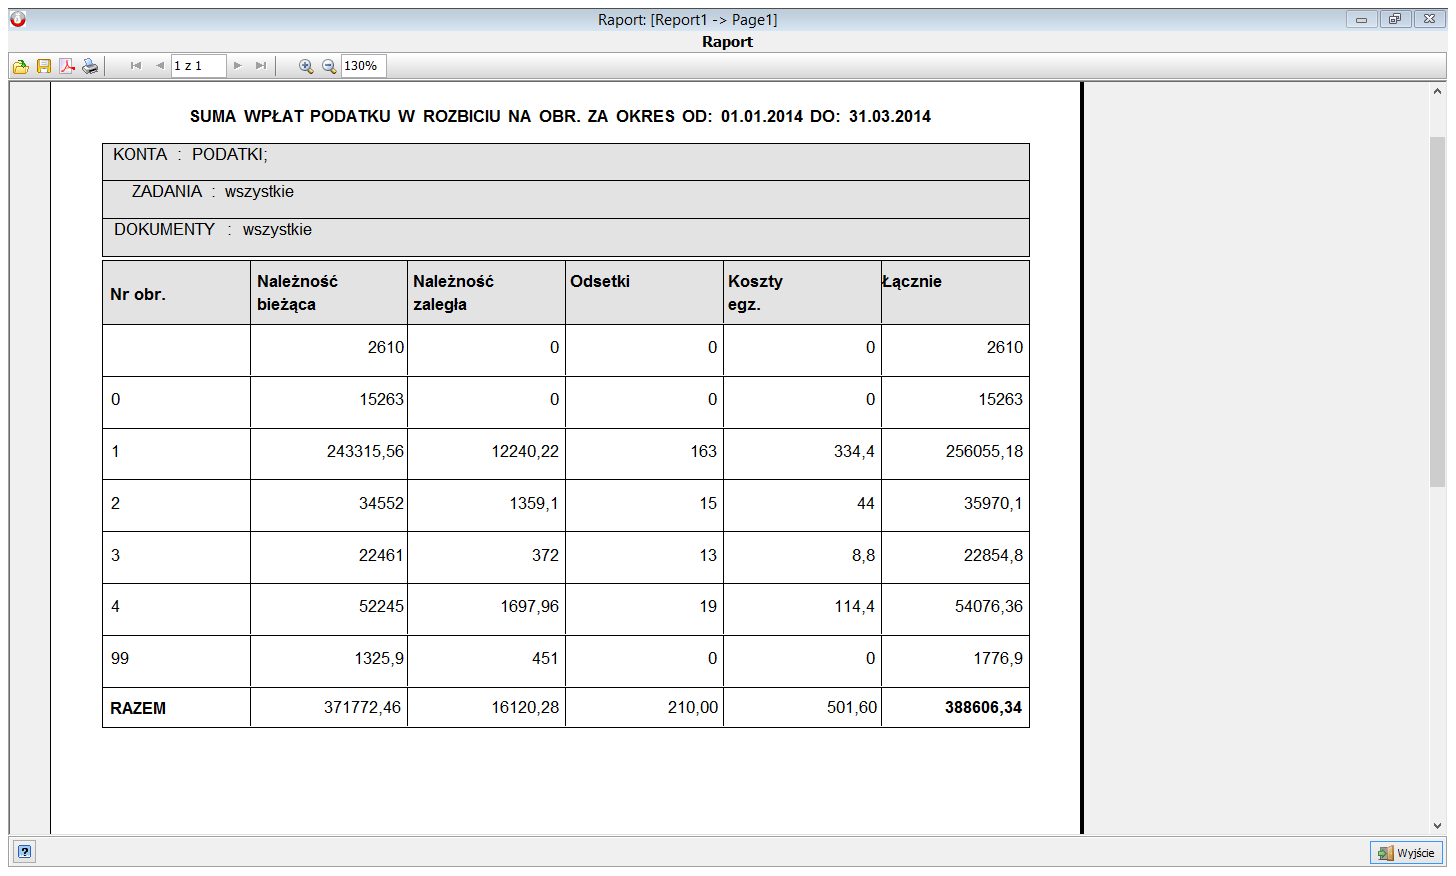 Raport: [Report1 -> Page1]
Raport
1 z 1 130%
SUMA WPŁAT PODATKU W ROZBICIU NA OBR. ZA OKRES OD: 01.01.2014 DO: 31.03.2014
KONTA : PODATKI;
ZADANIA : wszystkie
DOKUMENTY : wszystkie
Nr obr. Należność bieżąca Należność zaległa Odsetki Koszty egz. Łącznie
2610 0 0 0 2610
0 15263 0 0 0 15263
1 243315,56 12240,22 163 334,4 256055,18
2 34552 1359,1 15 44 35970,1
3 22461 372 13 8,8 22854,8
4 52245 1697,96 19 114,4 54076,36
99 1325,9 451 0 0 1776,9
RAZEM 371772,46 16120,28 210,00 501,60 388606,34
? Wyjście